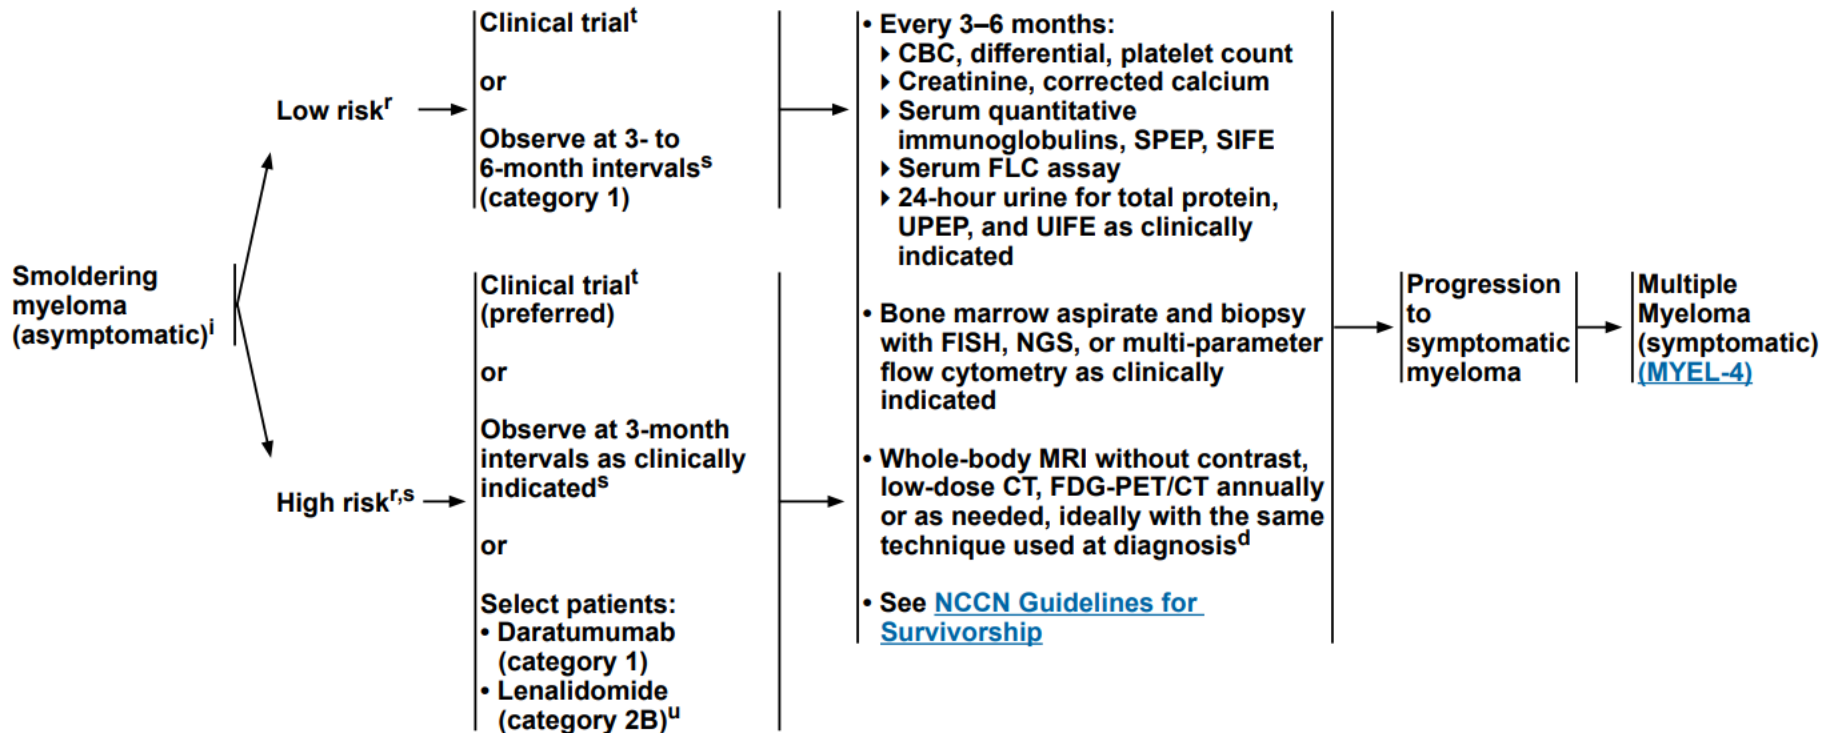 Smoldering
myeloma
(asymptomatic)i
Low riskr
Clinical trialt
or
Observe at 3- to
6-month intervalss
(category 1)
High riskr,s
Clinical trialt
(preferred)
or
Observe at 3-month
intervals as clinically
indicateds
or
Select patients:
• Daratumumab
(category 1)
• Lenalidomide
(category 2B)u
• Every 3–6 months:
CBC, differential, platelet count
Creatinine, corrected calcium
Serum quantitative
immunoglobulins, SPEP, SIFE
Serum FLC assay
24-hour urine for total protein,
UPEP, and UIFE as clinically
indicated
• Bone marrow aspirate and biopsy
with FISH, NGS, or multi-parameter
flow cytometry as clinically
indicated
• Whole-body MRI without contrast,
low-dose CT, FDG-PET/CT annually
or as needed, ideally with the same
technique used at diagnosisd
• See NCCN Guidelines for
Survivorship
Progression
to
symptomatic
myeloma
Multiple
Myeloma
(symptomatic)
(MYEL-4)